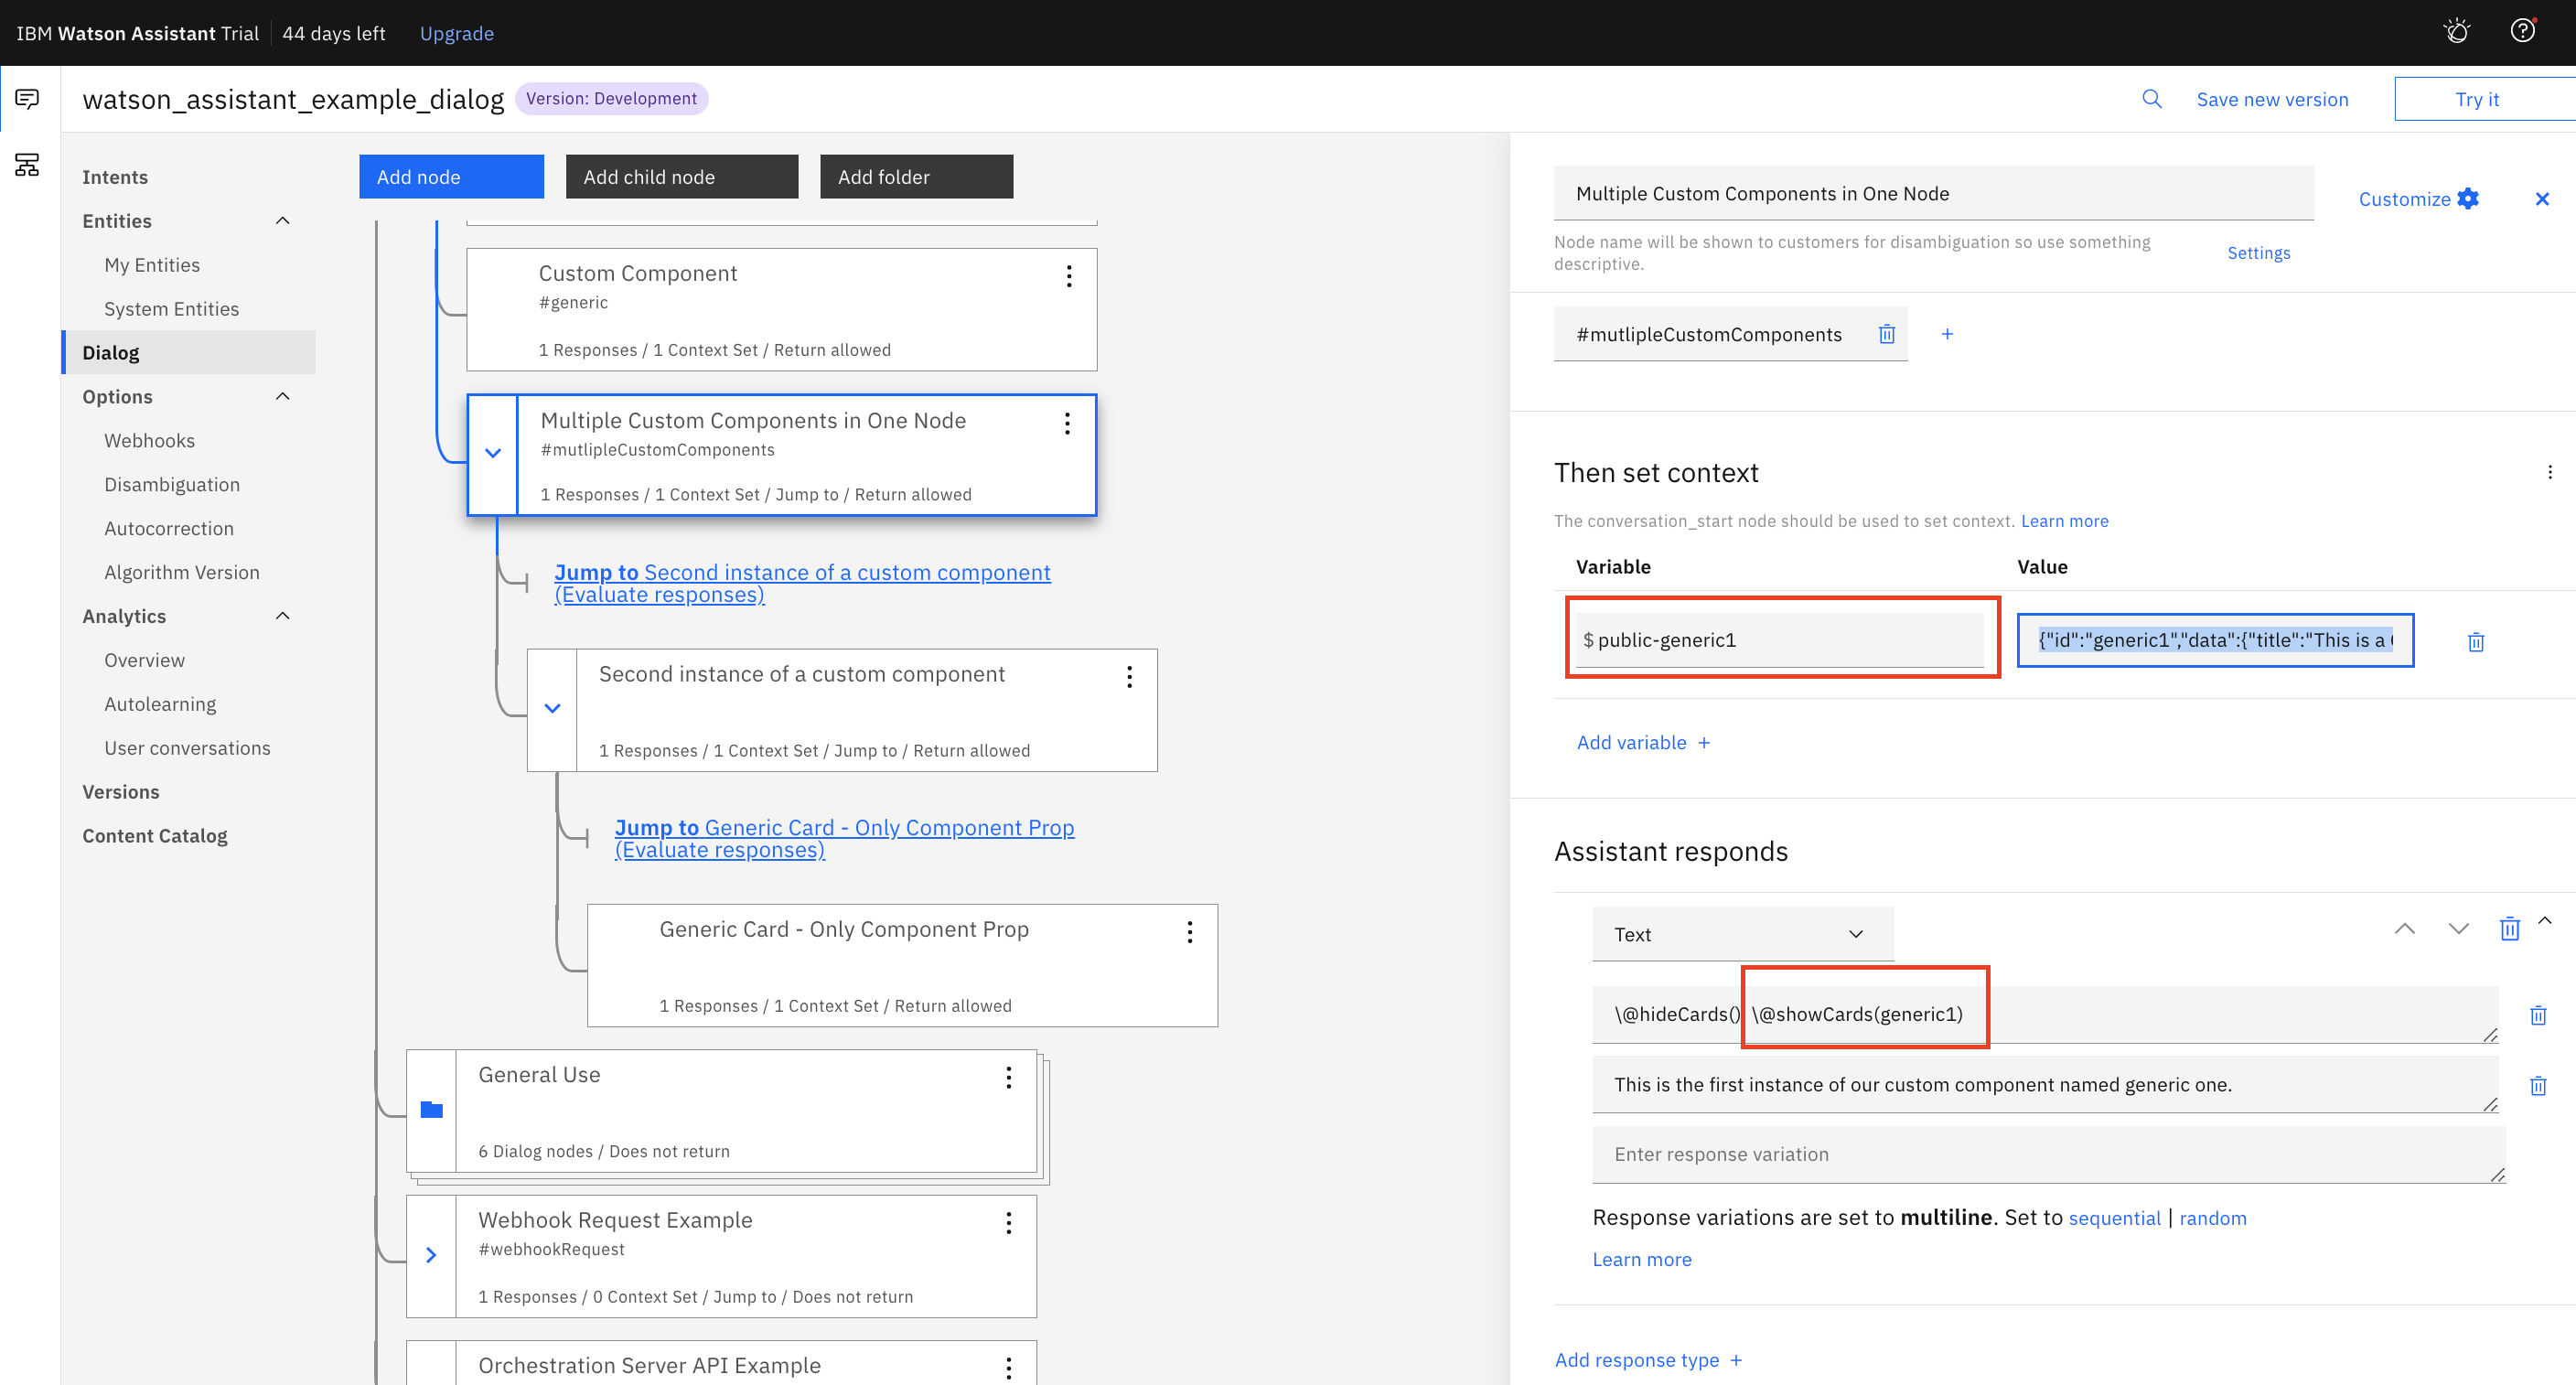 IBM Watson Assistant Trial 44 days left Upgrade
watson_assistant_example_dialog Version: Development Save new version Try it
Intents
Entities
My Entities
System Entities
Dialog
Options
Webhooks
Disambiguation
Autocorrection
Algorithm Version
Analytics
Overview
Autolearning
User conversations
Versions
Content Catalog
Add node Add child node Add folder
Custom Component
#generic
1 Responses / 1 Context Set / Return allowed
Multiple Custom Components in One Node
#mutlipleCustomComponents
1 Responses / 1 Context Set / Jump to / Return allowed
Jump to Second instance of a custom component
(Evaluate responses)
Second instance of a custom component
1 Responses / 1 Context Set / Jump to / Return allowed
Jump to Generic Card - Only Component Prop
(Evaluate responses)
Generic Card - Only Component Prop
1 Responses / 1 Context Set / Return allowed
General Use
6 Dialog nodes / Does not return
Webhook Request Example
#webhookRequest
1 Responses / 0 Context Set / Jump to / Does not return
Orchestration Server API Example
Multiple Custom Components in One Node
Customize
Node name will be shown to customers for disambiguation so use something
descriptive.
Settings
#mutlipleCustomComponents
Then set context
The conversation_start node should be used to set context. Learn more
Variable Value
$ public-generic1 {"id":"generic1","data":{"title":"This is a
Add variable +
Assistant responds
Text
\@hideCards() \@showCards(generic1)
This is the first instance of our custom component named generic one.
Enter response variation
Response variations are set to multiline. Set to sequential | random
Learn more
Add response type +